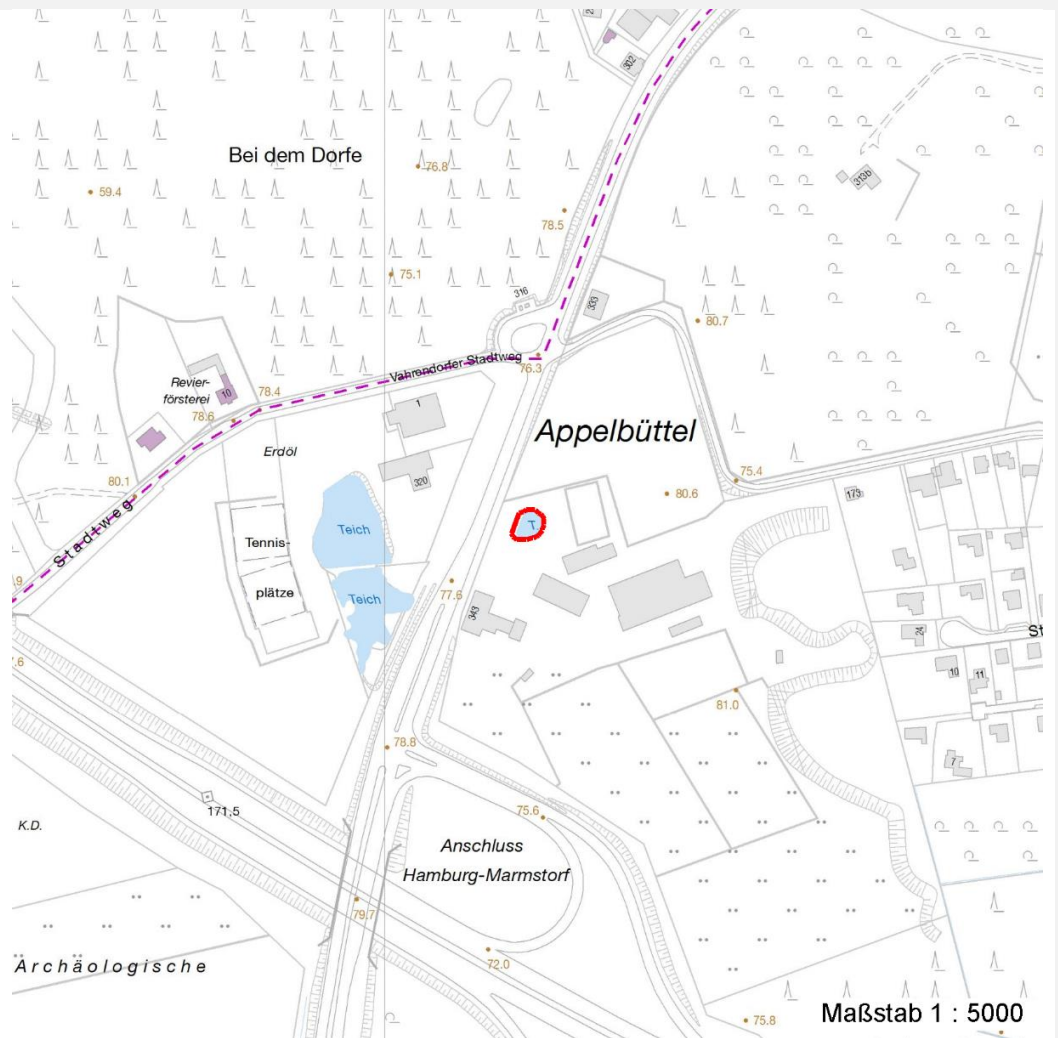 302
Bei dem Dorfe
76.8
59.4
313b
78.5
75.1
316
333
80.7
76.3
Vahrendorfer Stadtweg
Revier-
försterei
10
78.4
78.6
1
Appelbüttel
Erdöl
320
75.4
80.1
80.6
173
Stadtweg
Teich
T.
Tennis-
plätze
Teich
77.6
343
24
St
10
11
81.0
7.6
78.8
7
171.5
75.6
K.D.
Anschluss
Hamburg-Marmstorf
79.7
72.0
Archäologische
75.8
Maßstab 1 : 5000